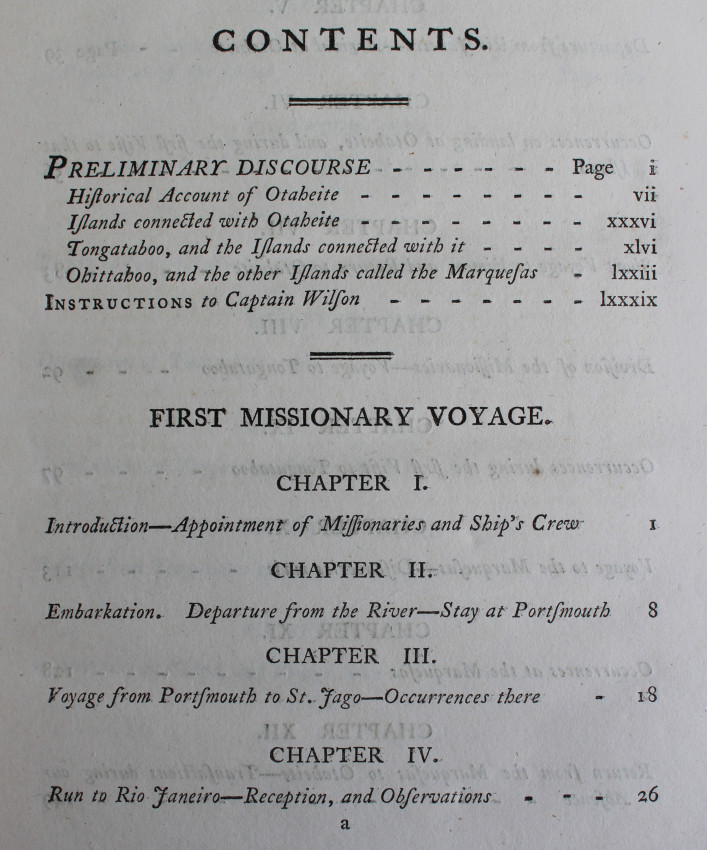 CONTENTS.
PRELIMINARY DISCOURSE - - - - - - Page i
Hiſtorical Account of Otaheite - - - - - - - - vii
Iſlands connected with Otaheite - - - - - - - - xxxvi
Tongataboo, and the Iſlands connected with it - - - - xlvi
Ohittahoo, and the other Iſlands called the Marqueſas - lxxiii
INSTRUCTIONS to Captain Wilſon - - - - - - - lxxxix
FIRST MISSIONARY VOYAGE.
CHAPTER I.
Introduction—Appointment of Miſſionaries and Ship's Crew 1
CHAPTER II.
Embarkation. Departure from the River—Stay at Portſmouth 8
CHAPTER III.
Voyage from Portſmouth to St. Jago—Occurrences there - 18
CHAPTER IV.
Run to Rio Janeiro—Reception, and Obſervations - - - 26
a